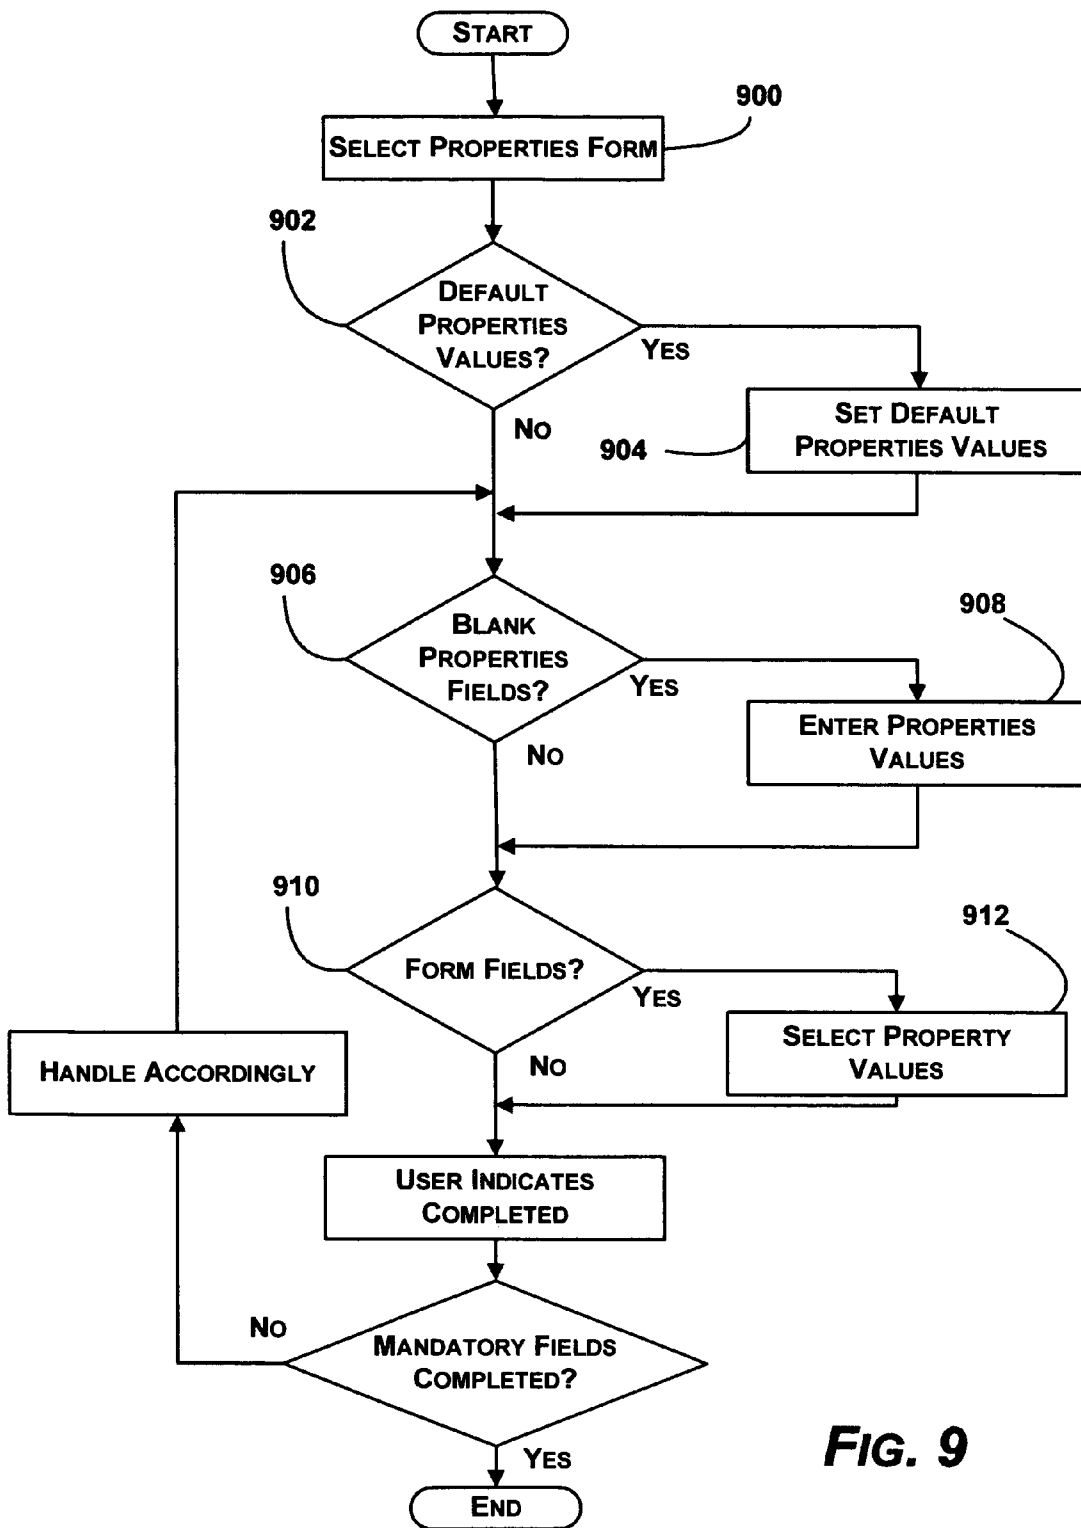 START
900
SELECT PROPERTIES FORM
902
DEFAULT
PROPERTIES
VALUES?
YES
NO
904
SET DEFAULT
PROPERTIES VALUES
906
BLANK
PROPERTIES
FIELDS?
YES
NO
908
ENTER PROPERTIES
VALUES
910
FORM FIELDS?
YES
NO
912
SELECT PROPERTY
VALUES
HANDLE ACCORDINGLY
USER INDICATES
COMPLETED
NO
MANDATORY FIELDS
COMPLETED?
YES
END
FIG. 9